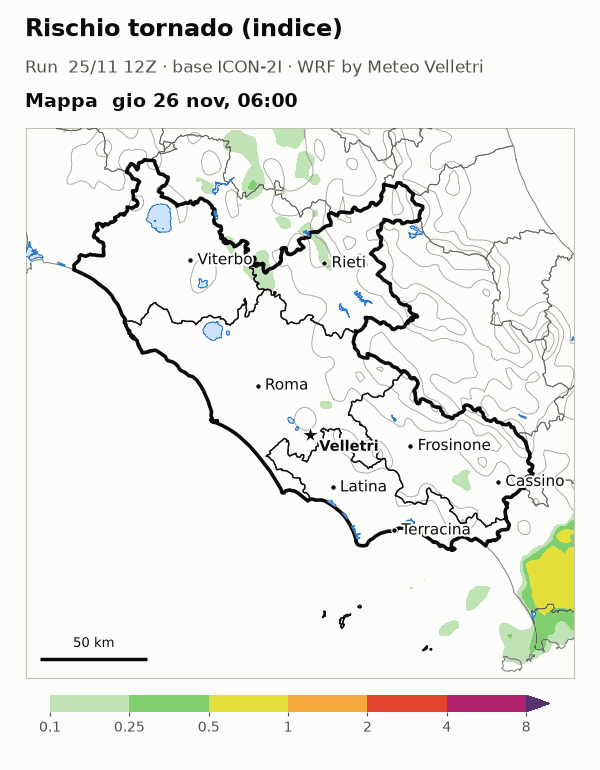 Rischio tornado (indice)
Run  25/11 12Z · base ICON-2I · WRF by Meteo Velletri
Mappa  gio 26 nov, 06:00
Viterbo
Rieti
Roma
Velletri
Frosinone
Cassino
Latina
Terracina
50 km
0.1 0.25 0.5 1 2 4 8